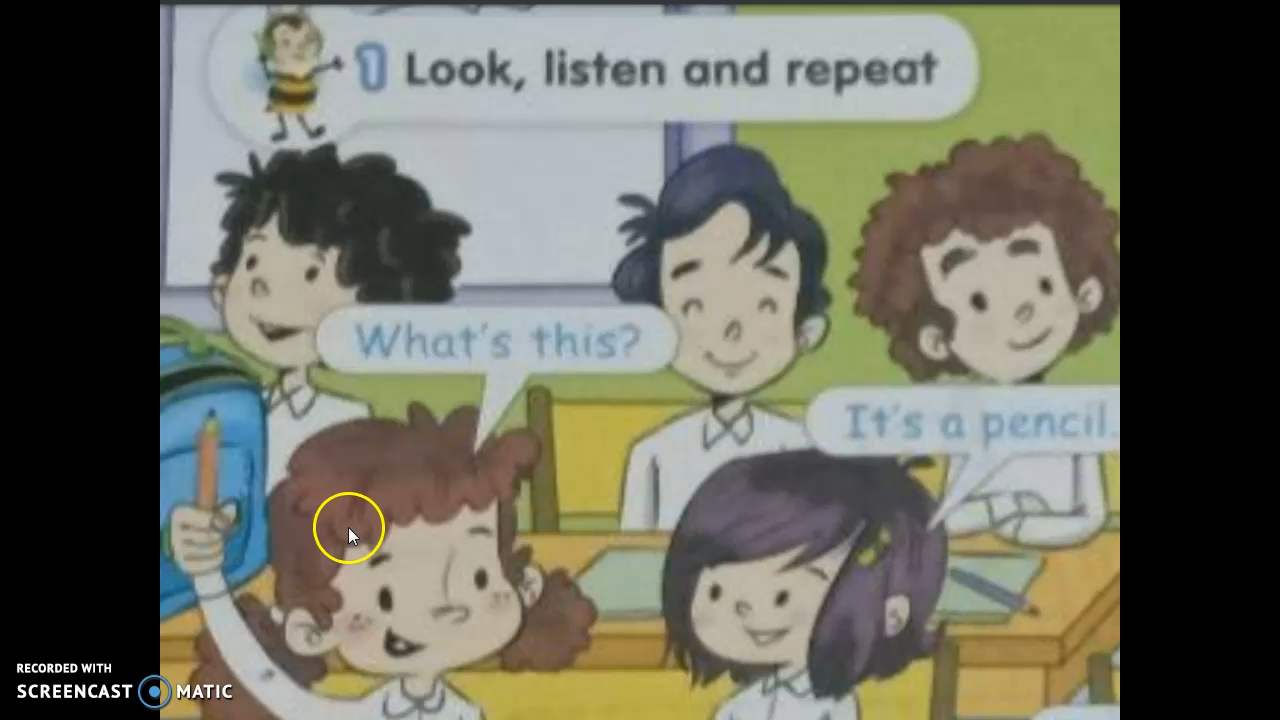 1 Look, listen and repeat
What's this?
It's a pencil.
RECORDED WITH
SCREENCAST MATIC